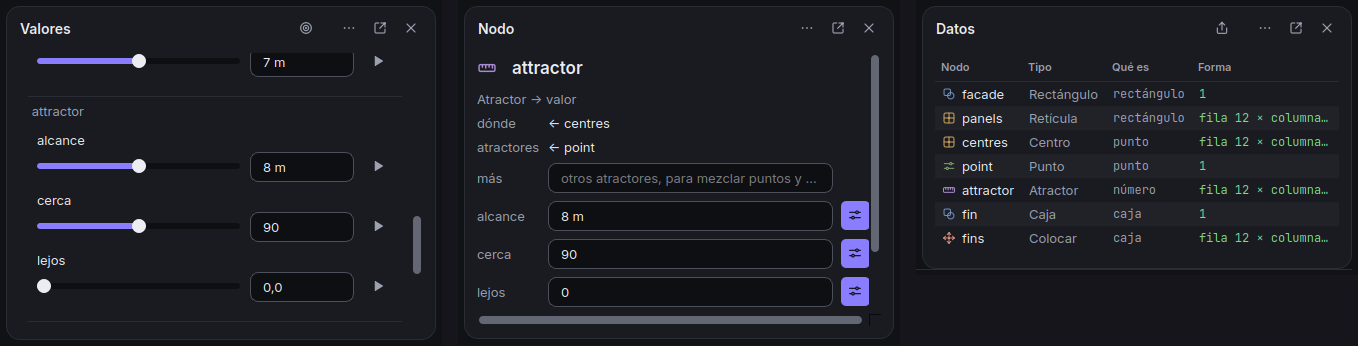 Valores
7 m
attractor
alcance
8 m
cerca
90
lejos
0,0
Nodo
attractor
Atractor → valor
dónde ← centres
atractores ← point
más otros atractores, para mezclar puntos y ...
alcance 8 m
cerca 90
lejos 0
Datos
Nodo Tipo Qué es Forma
facade Rectángulo rectángulo 1
panels Retícula rectángulo fila 12 × columna…
centres Centro punto fila 12 × columna…
point Punto punto 1
attractor Atractor número fila 12 × columna…
fin Caja caja 1
fins Colocar caja fila 12 × columna…